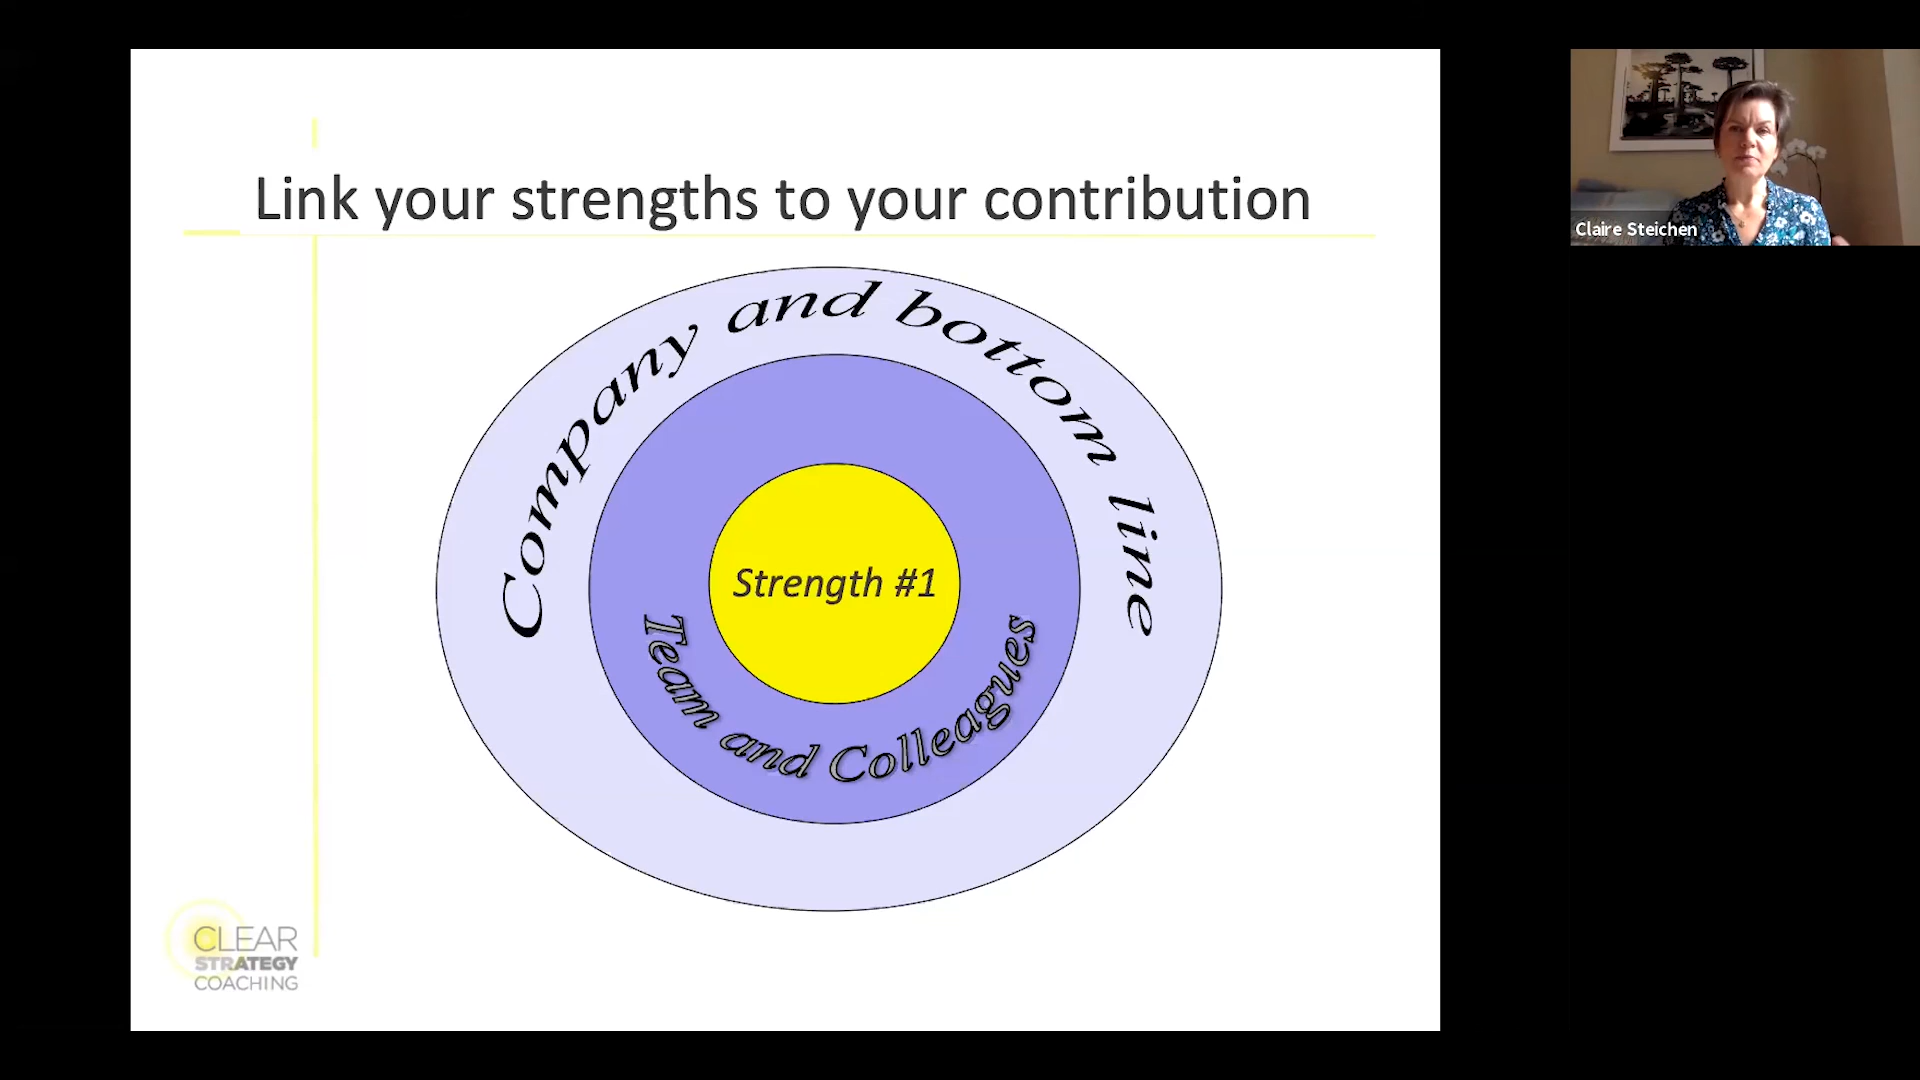 Link your strengths to your contribution
Company and bottom line
Strength #1
Team and Colleagues
CLEAR
STRATEGY
COACHING
Claire Steichen